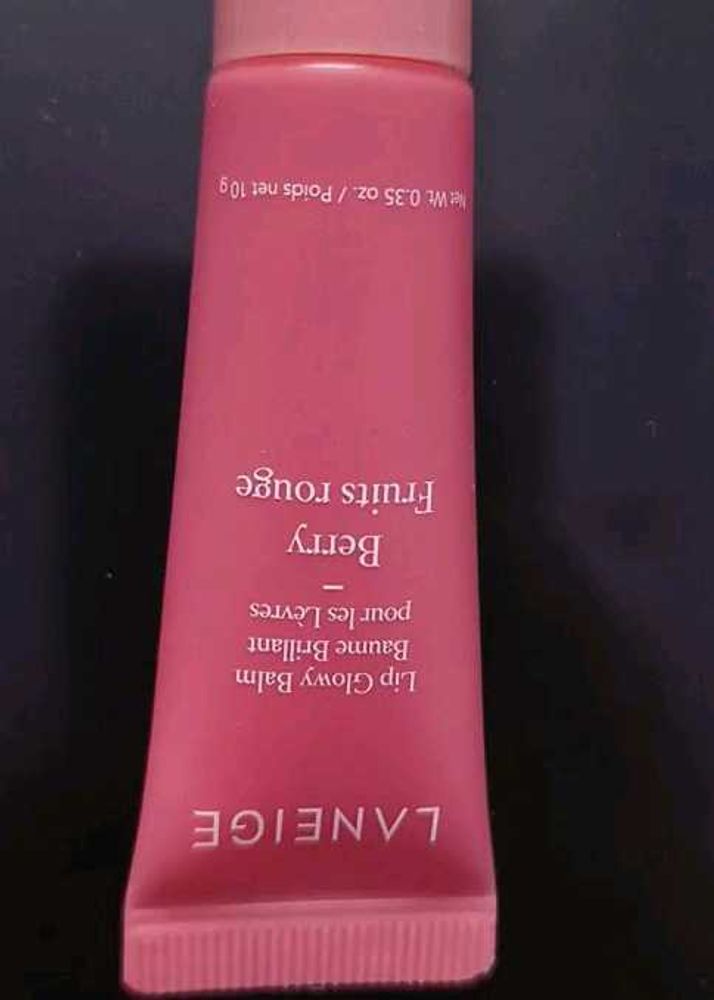 LANEIGE
Lip Glowy Balm
Baume Brillant
pour les Lèvres
–
Berry
Fruits rouge
Net Wt. 0.35 oz. / Poids net 10 g